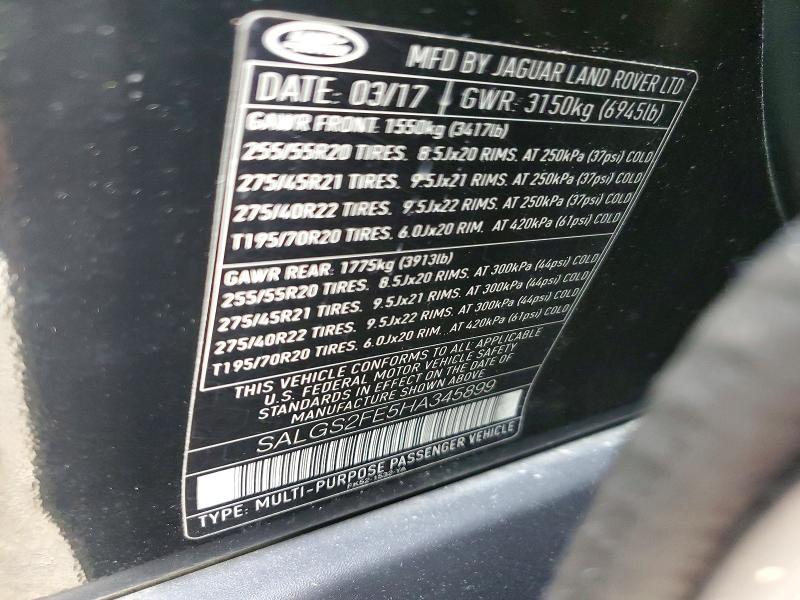 MFD BY JAGUAR LAND ROVER LTD
DATE: 03/17 GWR: 3150kg (6945lb)
GAWR FRONT: 1550kg (3417lb)
255/55R20 TIRES. 8.5Jx20 RIMS. AT 250kPa (37psi) COLD
275/45R21 TIRES. 9.5Jx21 RIMS. AT 250kPa (37psi) COLD
275/40R22 TIRES. 9.5Jx22 RIMS. AT 250kPa (37psi) COLD
T195/70R20 TIRES. 6.0Jx20 RIM. AT 420kPa (61psi) COLD
GAWR REAR: 1775kg (3913lb)
255/55R20 TIRES. 8.5Jx20 RIMS. AT 300kPa (44psi) COLD
275/45R21 TIRES. 9.5Jx21 RIMS. AT 300kPa (44psi) COLD
275/40R22 TIRES. 9.5Jx22 RIMS. AT 300kPa (44psi) COLD
T195/70R20 TIRES. 6.0Jx20 RIM. AT 420kPa (61psi) COLD
THIS VEHICLE CONFORMS TO ALL APPLICABLE
U.S. FEDERAL MOTOR VEHICLE SAFETY
STANDARDS IN EFFECT ON THE DATE OF
MANUFACTURE SHOWN ABOVE
SALGS2FE5HA345899
TYPE: MULTI-PURPOSE PASSENGER VEHICLE